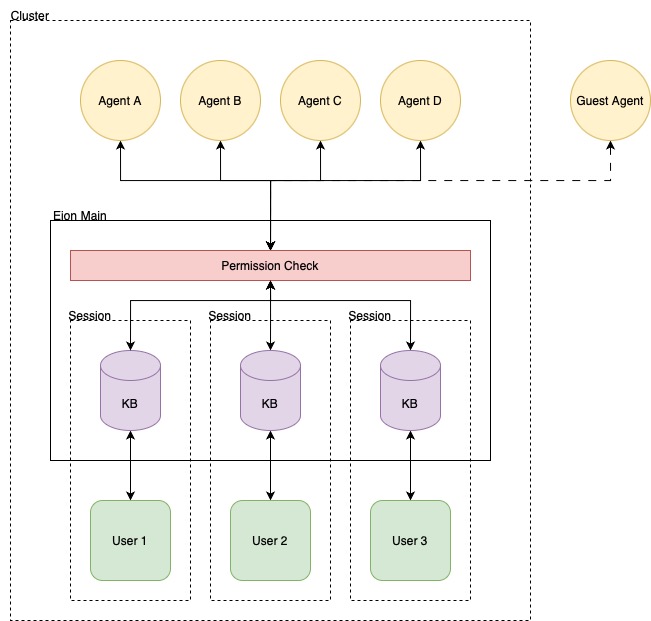 Cluster
Agent A
Agent B
Agent C
Agent D
Guest Agent
Eion Main
Permission Check
Session
Session
Session
KB
KB
KB
User 1
User 2
User 3